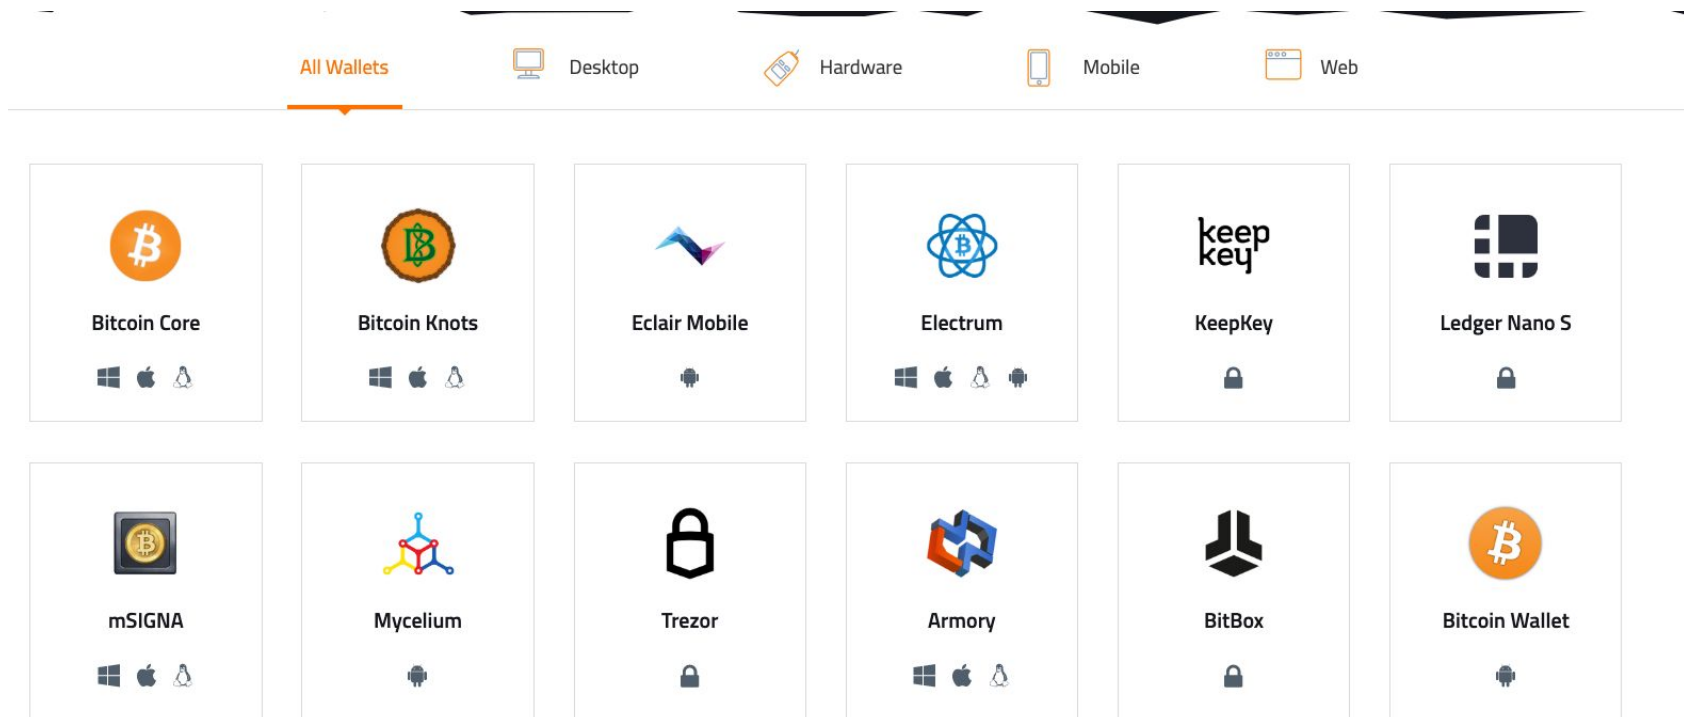 All Wallets
Desktop
Hardware
Mobile
Web
keep
key
Bitcoin Core
Bitcoin Knots
Eclair Mobile
Electrum
KeepKey
Ledger Nano S
mSIGNA
Mycelium
Trezor
Armory
BitBox
Bitcoin Wallet